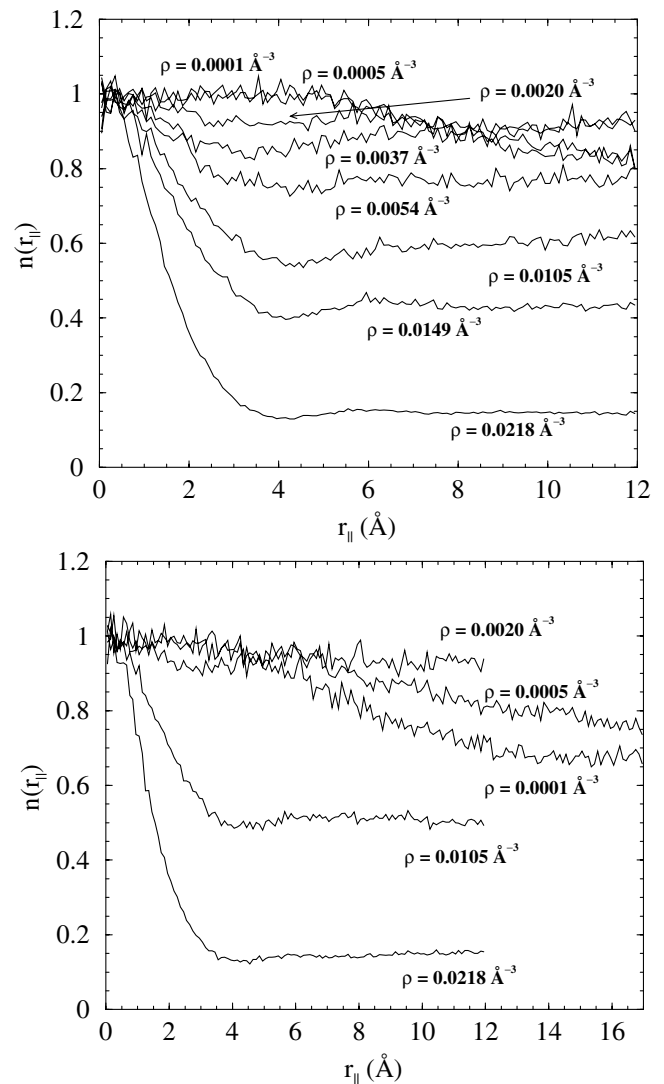 1.2
ρ = 0.0001 Å⁻³ ρ = 0.0005 Å⁻³
ρ = 0.0020 Å⁻³
1
ρ = 0.0037 Å⁻³
0.8
ρ = 0.0054 Å⁻³
n(r||)
0.6
ρ = 0.0105 Å⁻³
0.4
ρ = 0.0149 Å⁻³
0.2
ρ = 0.0218 Å⁻³
0
0 2 4 6 8 10 12
r|| (Å)
1.2
ρ = 0.0020 Å⁻³
1
ρ = 0.0005 Å⁻³
0.8
n(r||)
ρ = 0.0001 Å⁻³
0.6
0.4
ρ = 0.0105 Å⁻³
0.2
ρ = 0.0218 Å⁻³
0
0 2 4 6 8 10 12 14 16
r|| (Å)